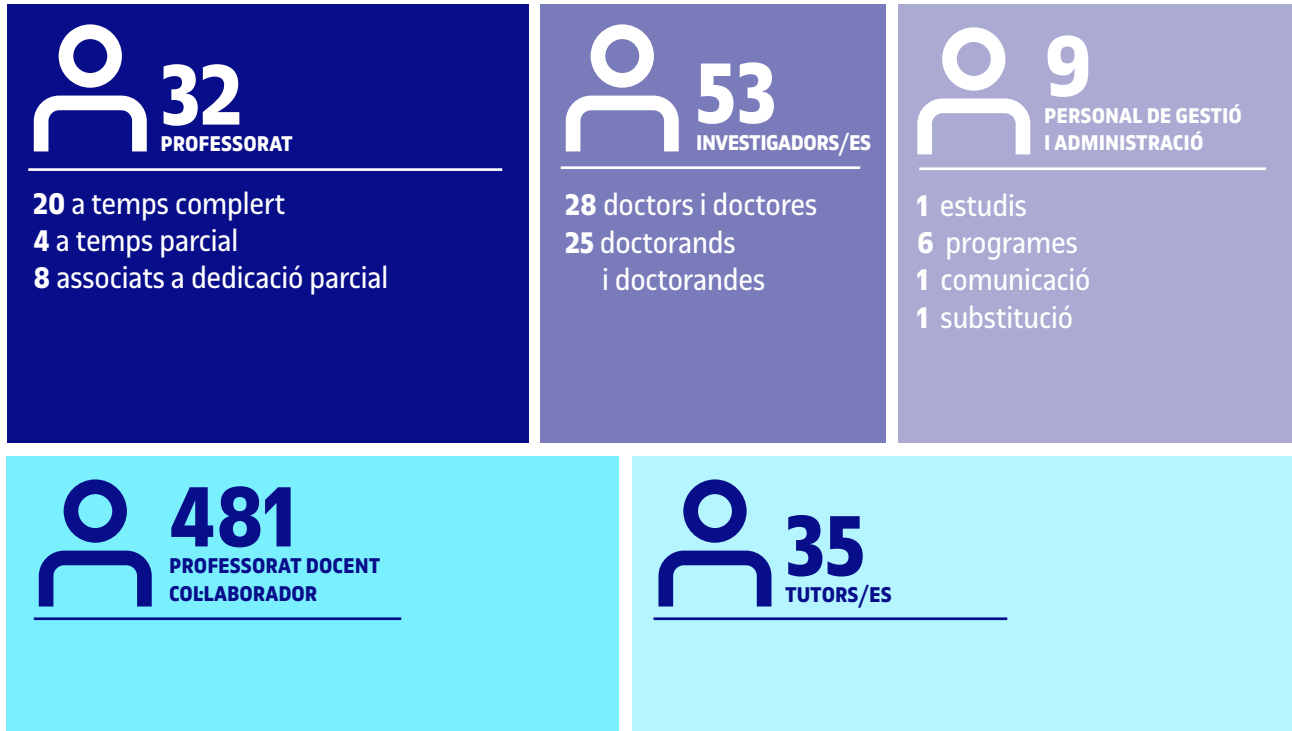 32
PROFESSORAT
20 a temps complert
4 a temps parcial
8 associats a dedicació parcial
53
INVESTIGADORS/ES
28 doctors i doctores
25 doctorands
i doctorandes
9
PERSONAL DE GESTIÓ
I ADMINISTRACIÓ
1 estudis
6 programes
1 comunicació
1 substitució
481
PROFESSORAT DOCENT
COL·LABORADOR
35
TUTORS/ES